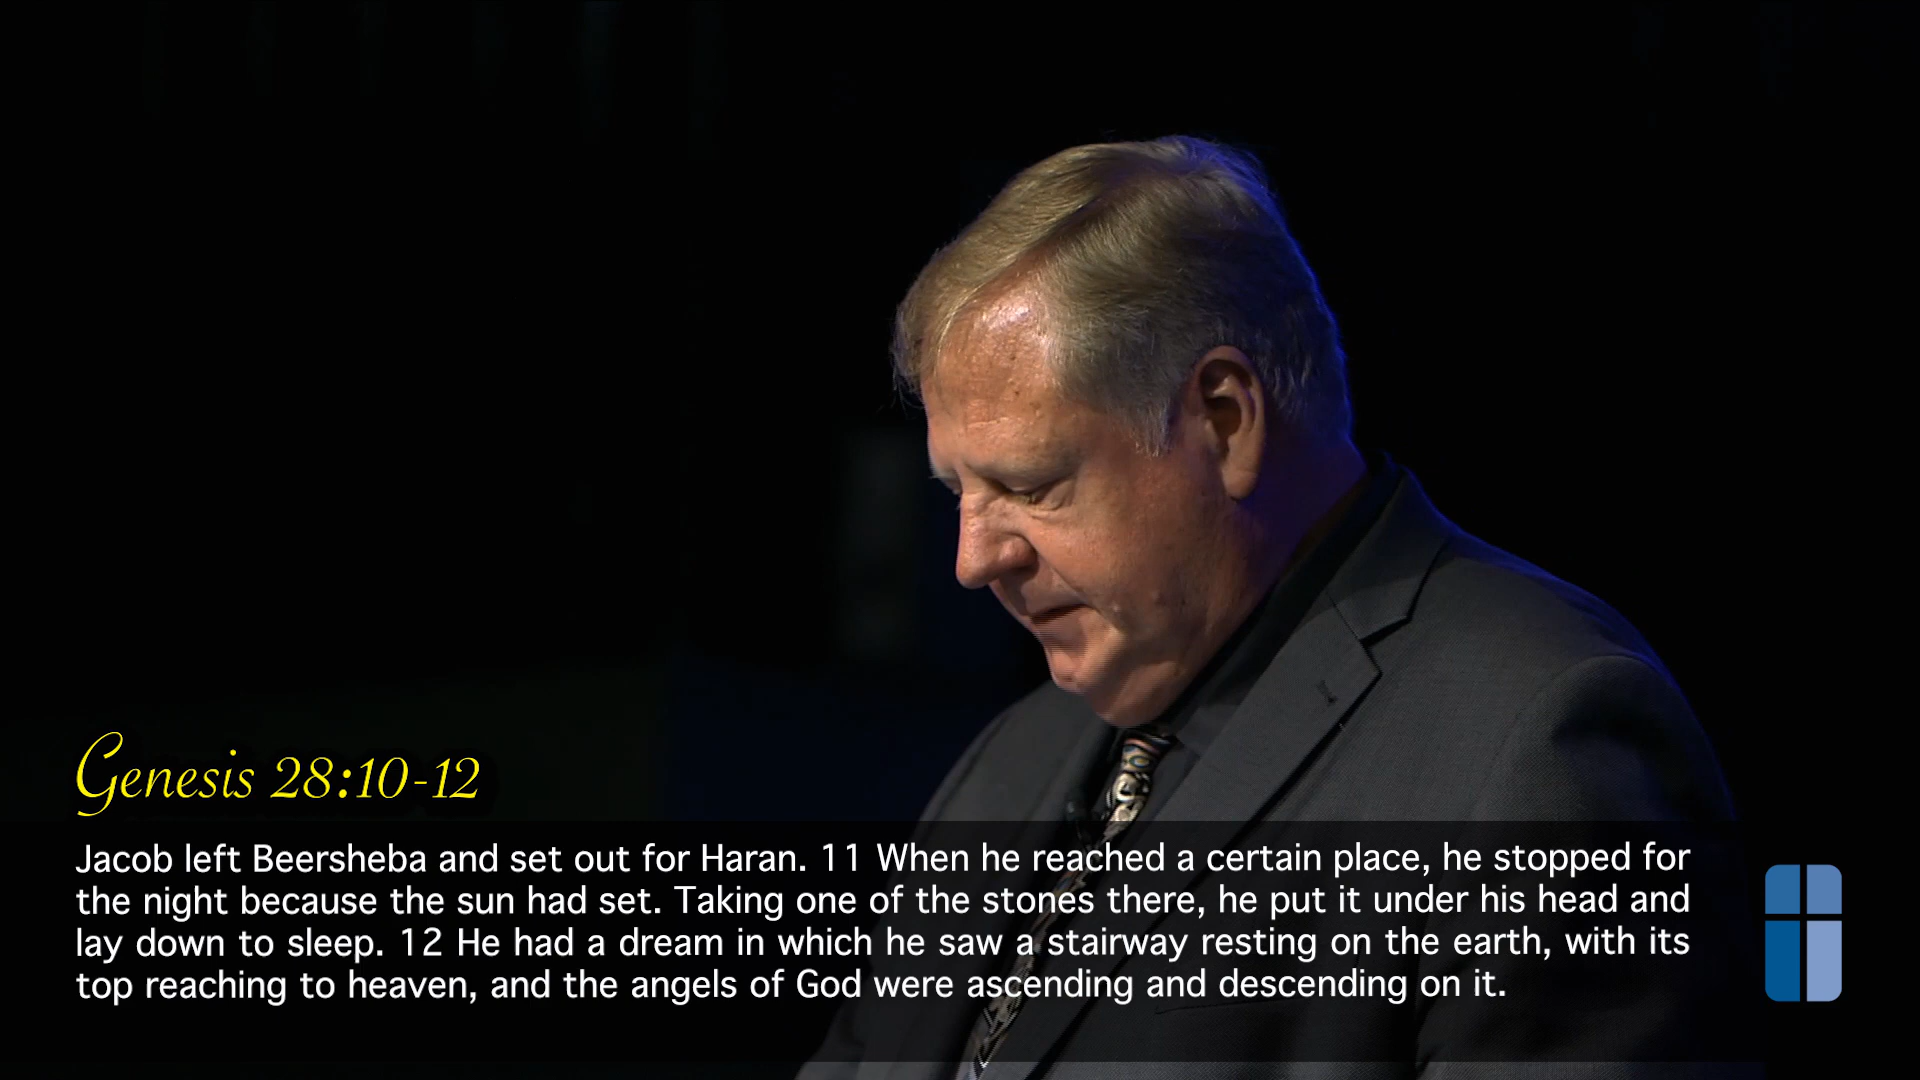 Genesis 28:10-12
Jacob left Beersheba and set out for Haran. 11 When he reached a certain place, he stopped for
the night because the sun had set. Taking one of the stones there, he put it under his head and
lay down to sleep. 12 He had a dream in which he saw a stairway resting on the earth, with its
top reaching to heaven, and the angels of God were ascending and descending on it.